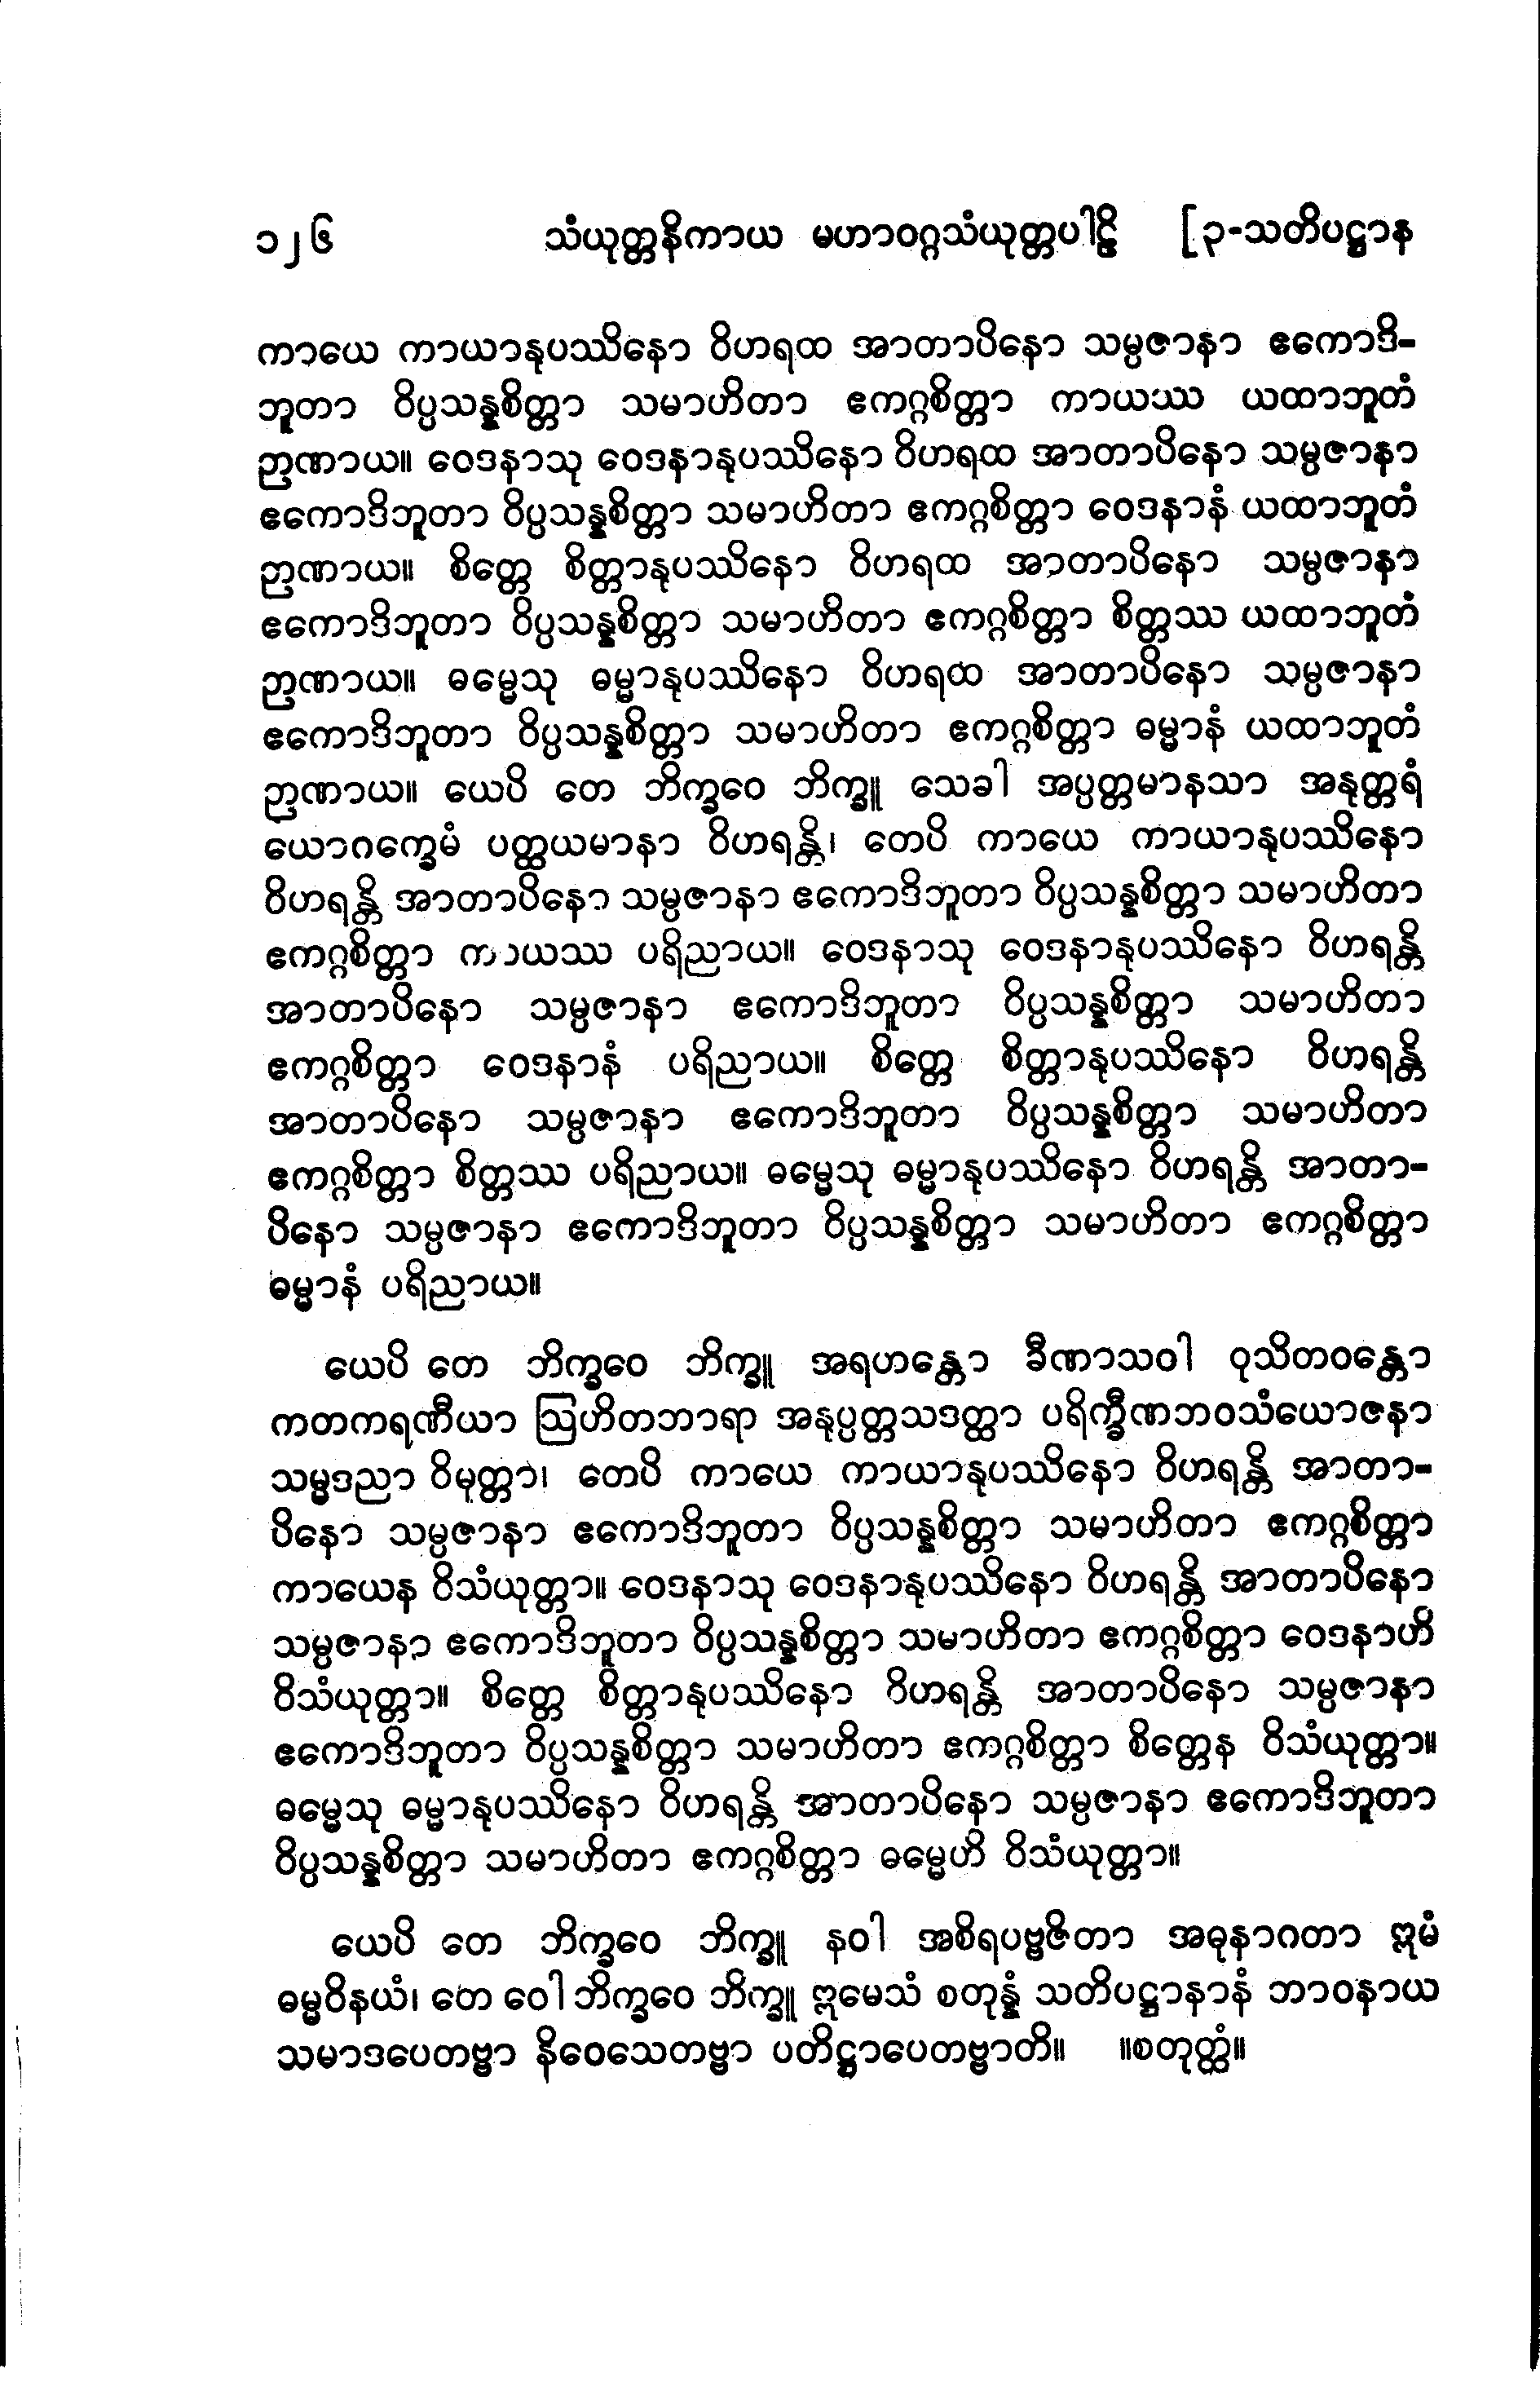 ၁၂၆ သံယုတ္တနိကာယ မဟာဝဂ္ဂသံယုတ္တပါဠိ [၃-သတိပဋ္ဌာန
ကာယေ ကာယာနုပဿိနော ဝိဟရထ အာတာပိနော သမ္ပဇာနာ ဧကောဒိ-
ဘူတာ ဝိပ္ပသန္နစိတ္တာ သမာဟိတာ ဧကဂ္ဂစိတ္တာ ကာယဿ ယထာဘူတံ
ဉာဏာယ။ ဝေဒနာသု ဝေဒနာနုပဿိနော ဝိဟရထ အာတာပိနော သမ္ပဇာနာ
ဧကောဒိဘူတာ ဝိပ္ပသန္နစိတ္တာ သမာဟိတာ ဧကဂ္ဂစိတ္တာ ဝေဒနာနံ ယထာဘူတံ
ဉာဏာယ။ စိတ္တေ စိတ္တာနုပဿိနော ဝိဟရထ အာတာပိနော သမ္ပဇာနာ
ဧကောဒိဘူတာ ဝိပ္ပသန္နစိတ္တာ သမာဟိတာ ဧကဂ္ဂစိတ္တာ စိတ္တဿ ယထာဘူတံ
ဉာဏာယ။ ဓမ္မေသု ဓမ္မာနုပဿိနော ဝိဟရထ အာတာပိနော သမ္ပဇာနာ
ဧကောဒိဘူတာ ဝိပ္ပသန္နစိတ္တာ သမာဟိတာ ဧကဂ္ဂစိတ္တာ ဓမ္မာနံ ယထာဘူတံ
ဉာဏာယ။ ယေပိ တေ ဘိက္ခဝေ ဘိက္ခူ သေခါ အပ္ပတ္တမာနသာ အနုတ္တရံ
ယောဂက္ခေမံ ပတ္ထယမာနာ ဝိဟရန္တိ၊ တေပိ ကာယေ ကာယာနုပဿိနော
ဝိဟရန္တိ အာတာပိနော သမ္ပဇာနာ ဧကောဒိဘူတာ ဝိပ္ပသန္နစိတ္တာ သမာဟိတာ
ဧကဂ္ဂစိတ္တာ ကာယဿ ပရိညာယ။ ဝေဒနာသု ဝေဒနာနုပဿိနော ဝိဟရန္တိ
အာတာပိနော သမ္ပဇာနာ ဧကောဒိဘူတာ ဝိပ္ပသန္နစိတ္တာ သမာဟိတာ
ဧကဂ္ဂစိတ္တာ ဝေဒနာနံ ပရိညာယ။ စိတ္တေ စိတ္တာနုပဿိနော ဝိဟရန္တိ
အာတာပိနော သမ္ပဇာနာ ဧကောဒိဘူတာ ဝိပ္ပသန္နစိတ္တာ သမာဟိတာ
ဧကဂ္ဂစိတ္တာ စိတ္တဿ ပရိညာယ။ ဓမ္မေသု ဓမ္မာနုပဿိနော ဝိဟရန္တိ အာတာ-
ပိနော သမ္ပဇာနာ ဧကောဒိဘူတာ ဝိပ္ပသန္နစိတ္တာ သမာဟိတာ ဧကဂ္ဂစိတ္တာ
ဓမ္မာနံ ပရိညာယ။
ယေပိ တေ ဘိက္ခဝေ ဘိက္ခူ အရဟန္တော ခီဏာသဝါ ဝုသိတဝန္တော
ကတကရဏီယာ ဩဟိတဘာရာ အနုပ္ပတ္တသဒတ္ထာ ပရိက္ခီဏဘဝသံယောဇနာ
သမ္မဒညာ ဝိမုတ္တာ၊ တေပိ ကာယေ ကာယာနုပဿိနော ဝိဟရန္တိ အာတာ-
ပိနော သမ္ပဇာနာ ဧကောဒိဘူတာ ဝိပ္ပသန္နစိတ္တာ သမာဟိတာ ဧကဂ္ဂစိတ္တာ
ကာယေန ဝိသံယုတ္တာ။ ဝေဒနာသု ဝေဒနာနုပဿိနော ဝိဟရန္တိ အာတာပိနော
သမ္ပဇာနာ ဧကောဒိဘူတာ ဝိပ္ပသန္နစိတ္တာ သမာဟိတာ ဧကဂ္ဂစိတ္တာ ဝေဒနာဟိ
ဝိသံယုတ္တာ။ စိတ္တေ စိတ္တာနုပဿိနော ဝိဟရန္တိ အာတာပိနော သမ္ပဇာနာ
ဧကောဒိဘူတာ ဝိပ္ပသန္နစိတ္တာ သမာဟိတာ ဧကဂ္ဂစိတ္တာ စိတ္တေန ဝိသံယုတ္တာ။
ဓမ္မေသု ဓမ္မာနုပဿိနော ဝိဟရန္တိ အာတာပိနော သမ္ပဇာနာ ဧကောဒိဘူတာ
ဝိပ္ပသန္နစိတ္တာ သမာဟိတာ ဧကဂ္ဂစိတ္တာ ဓမ္မေဟိ ဝိသံယုတ္တာ။
ယေပိ တေ ဘိက္ခဝေ ဘိက္ခူ နဝါ အစိရပဗ္ဗဇိတာ အဓုနာဂတာ ဣမံ
ဓမ္မဝိနယံ၊ တေ ဝေါ ဘိက္ခဝေ ဘိက္ခူ ဣမေသံ စတုန္နံ သတိပဋ္ဌာနာနံ ဘာဝနာယ
သမာဒပေတဗ္ဗာ နိဝေသေတဗ္ဗာ ပတိဋ္ဌာပေတဗ္ဗာတိ။ ။စတုတ္ထံ။